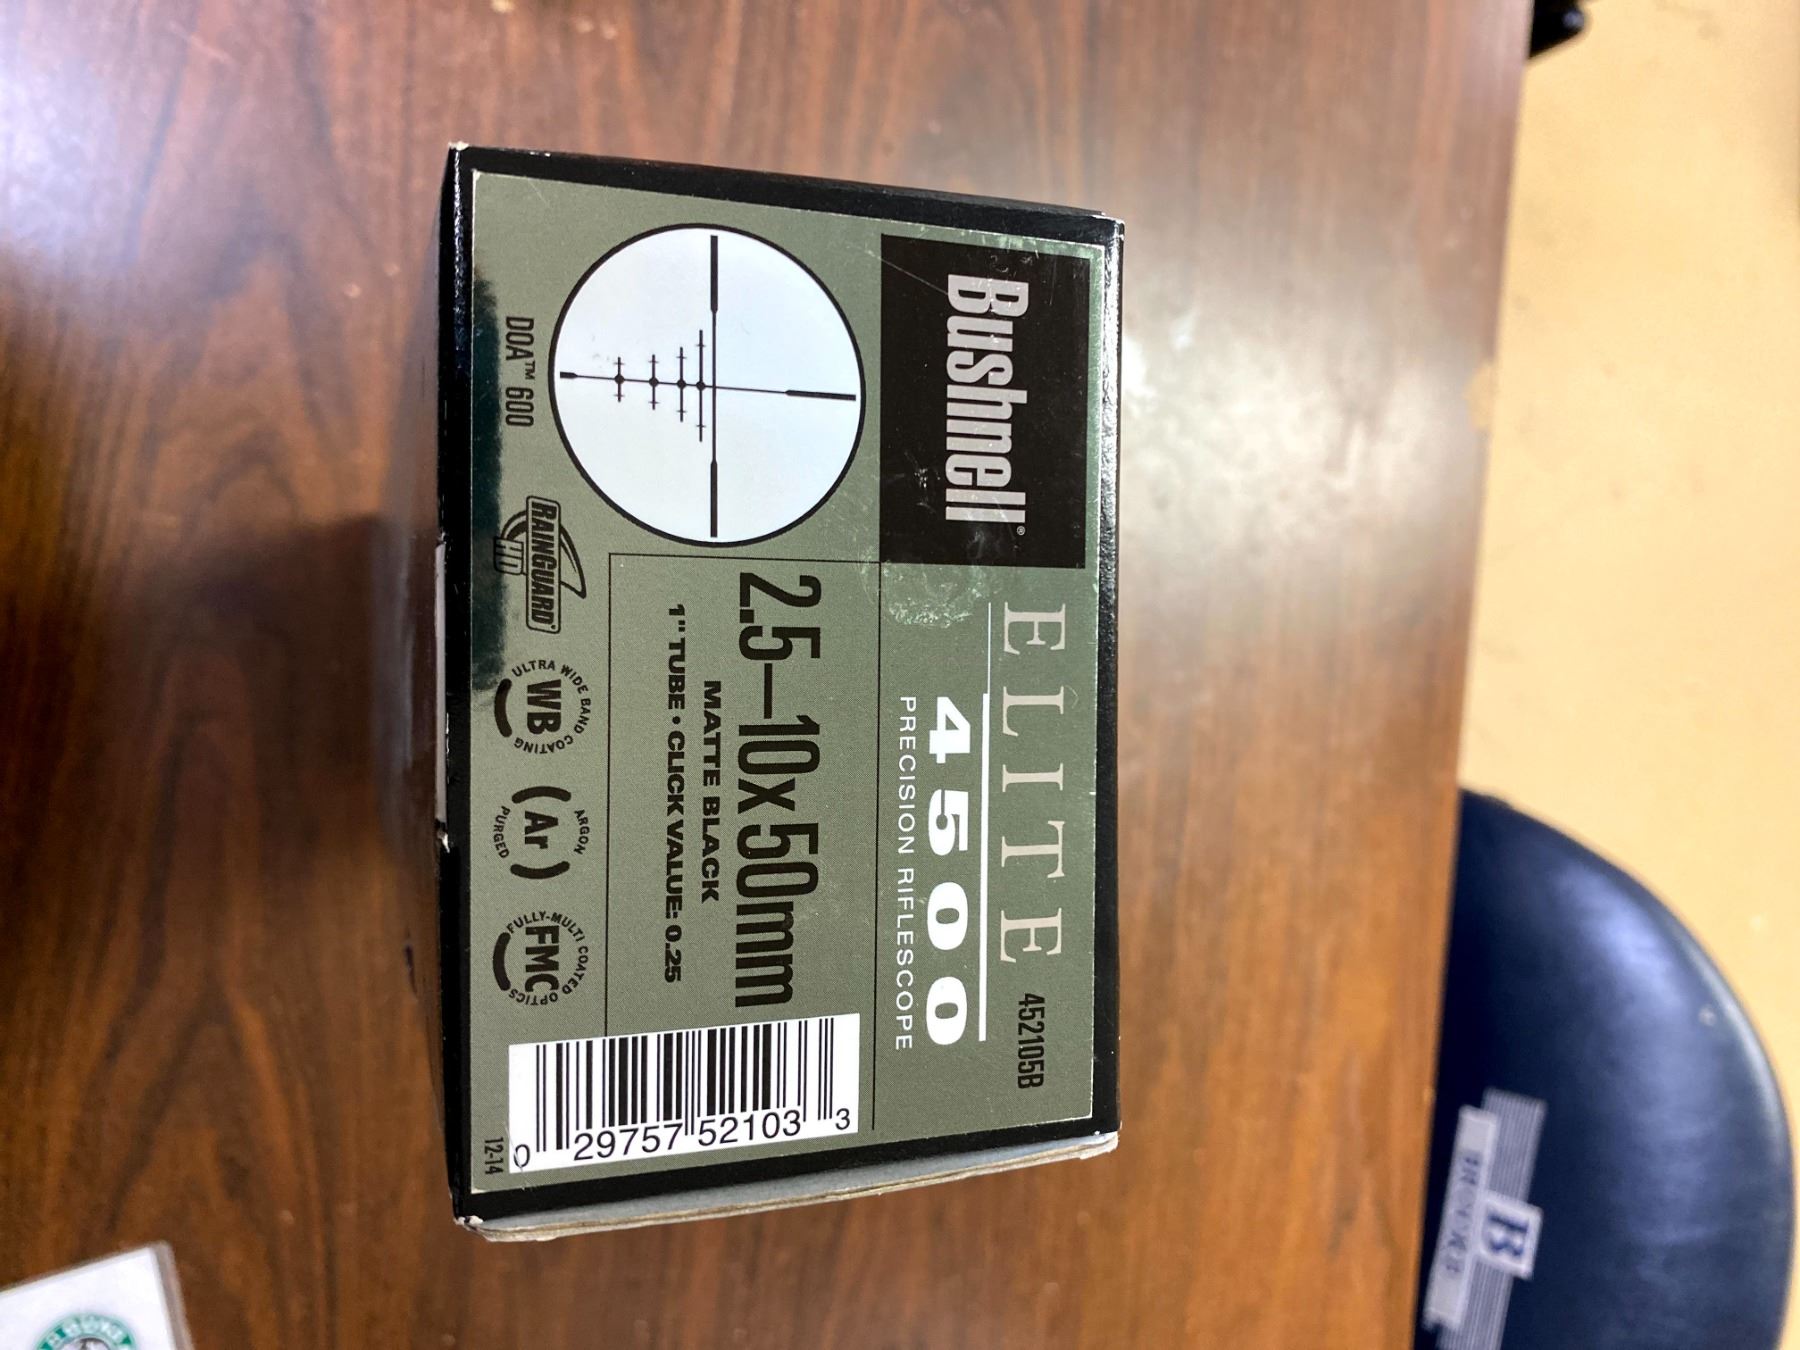 Bushnell®
ELITE 452105B
4500
PRECISION RIFLESCOPE
2.5–10x50mm
MATTE BLACK
1" TUBE • CLICK VALUE: 0.25
DOA™ 600
RAINGUARD®
HD
ULTRA WIDE BAND COATING
WB
ARGON
(Ar)
PURGED
FULLY-MULTI COATED OPTICS
FMC
0 29757 52103 3
12-14
B